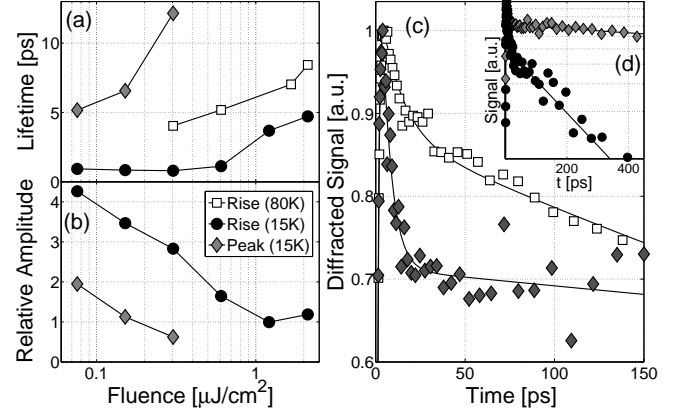 (a)
Lifetime [ps]
10
5
0
(b)
Relative Amplitude
4
3
2
1
0
Rise (80K)
Rise (15K)
Peak (15K)
0.1
1
Fluence [µJ/cm²]
(c)
Diffracted Signal [a.u.]
1
0.9
0.8
0.7
0.6
0
50
100
150
Time [ps]
(d)
Signal [a.u.]
200
400
t [ps]